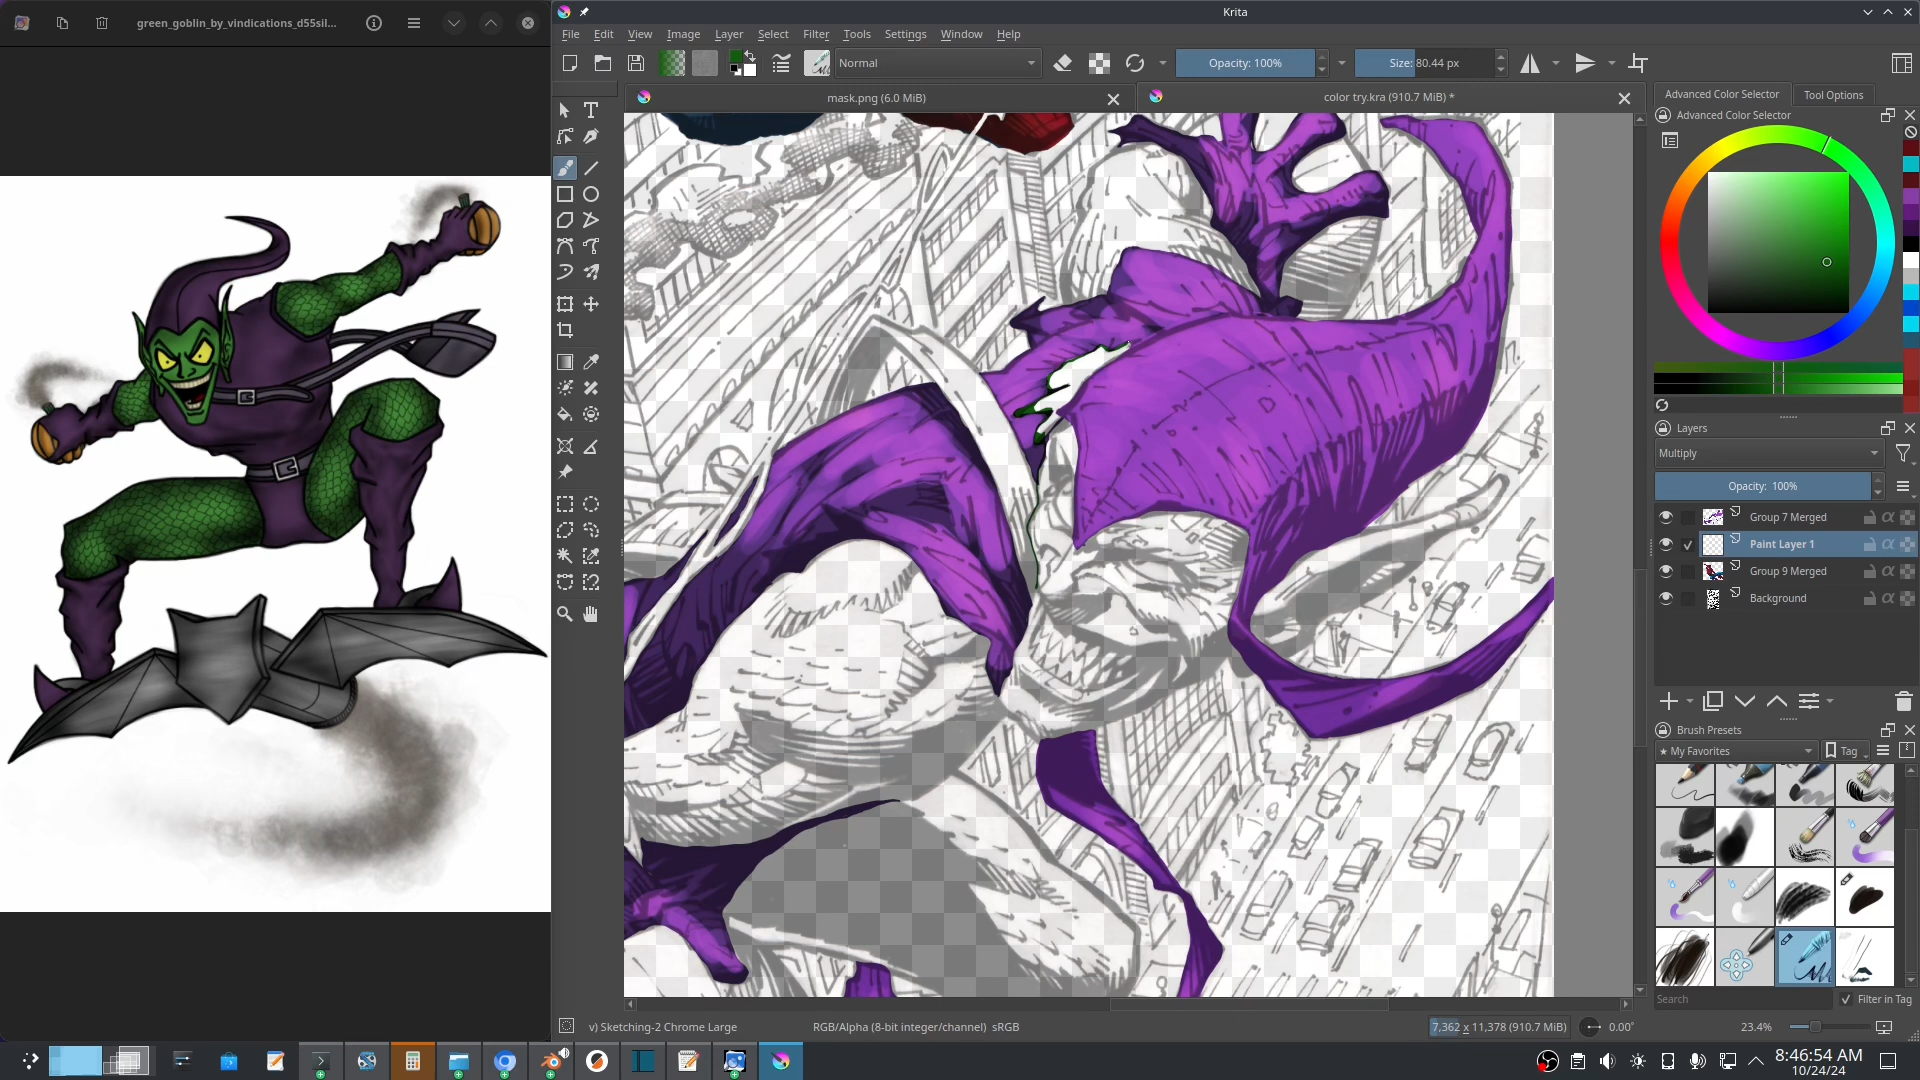 green_goblin_by_vindications_d55sil...
Krita
File Edit View Image Layer Select Filter Tools Settings Window Help
Normal
Opacity: 100%
Size: 80.44 px
mask.png (6.0 MiB)
color try.kra (910.7 MiB) *
Advanced Color Selector
Tool Options
Advanced Color Selector
Layers
Multiply
Opacity: 100%
Group 7 Merged
Paint Layer 1
Group 9 Merged
Background
Brush Presets
★ My Favorites
Tag
Search
Filter in Tag
v) Sketching-2 Chrome Large
RGB/Alpha (8-bit integer/channel) sRGB
7,362 x 11,378 (910.7 MiB)
0.00°
23.4%
8:46:54 AM
10/24/24